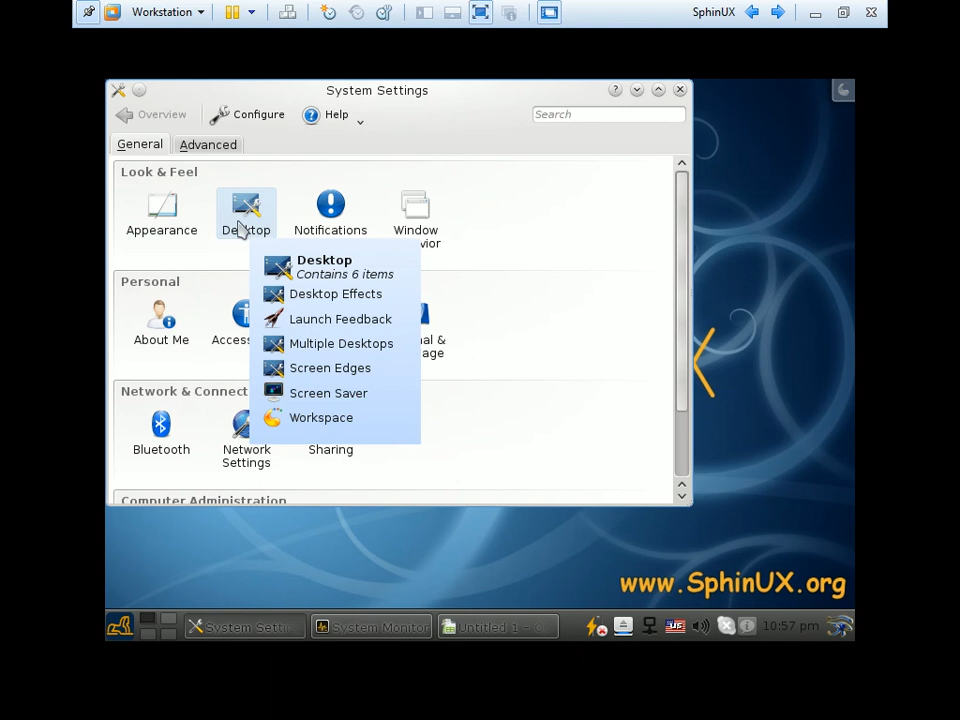 Workstation
SphinUX
System Settings
Overview
Configure
Help
Search
General
Advanced
Look & Feel
Appearance
Desktop
Notifications
Window
vior
Desktop
Contains 6 items
Desktop Effects
Launch Feedback
Multiple Desktops
Screen Edges
Screen Saver
Workspace
Personal
About Me
Access
al &
age
Network & Connect
Bluetooth
Network
Settings
Sharing
Computer Administration
www.SphinUX.org
System Setti
System Monitor
Untitled 1 - O
US
10:57 pm